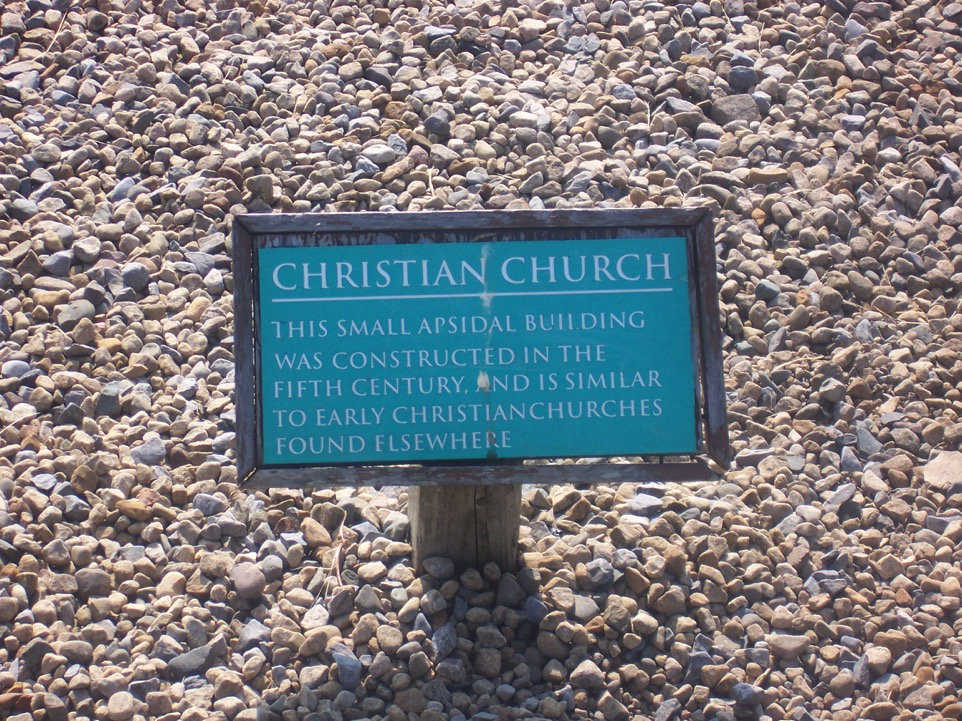 CHRISTIAN CHURCH
THIS SMALL APSIDAL BUILDING
WAS CONSTRUCTED IN THE
FIFTH CENTURY, AND IS SIMILAR
TO EARLY CHRISTIANCHURCHES
FOUND ELSEWHERE